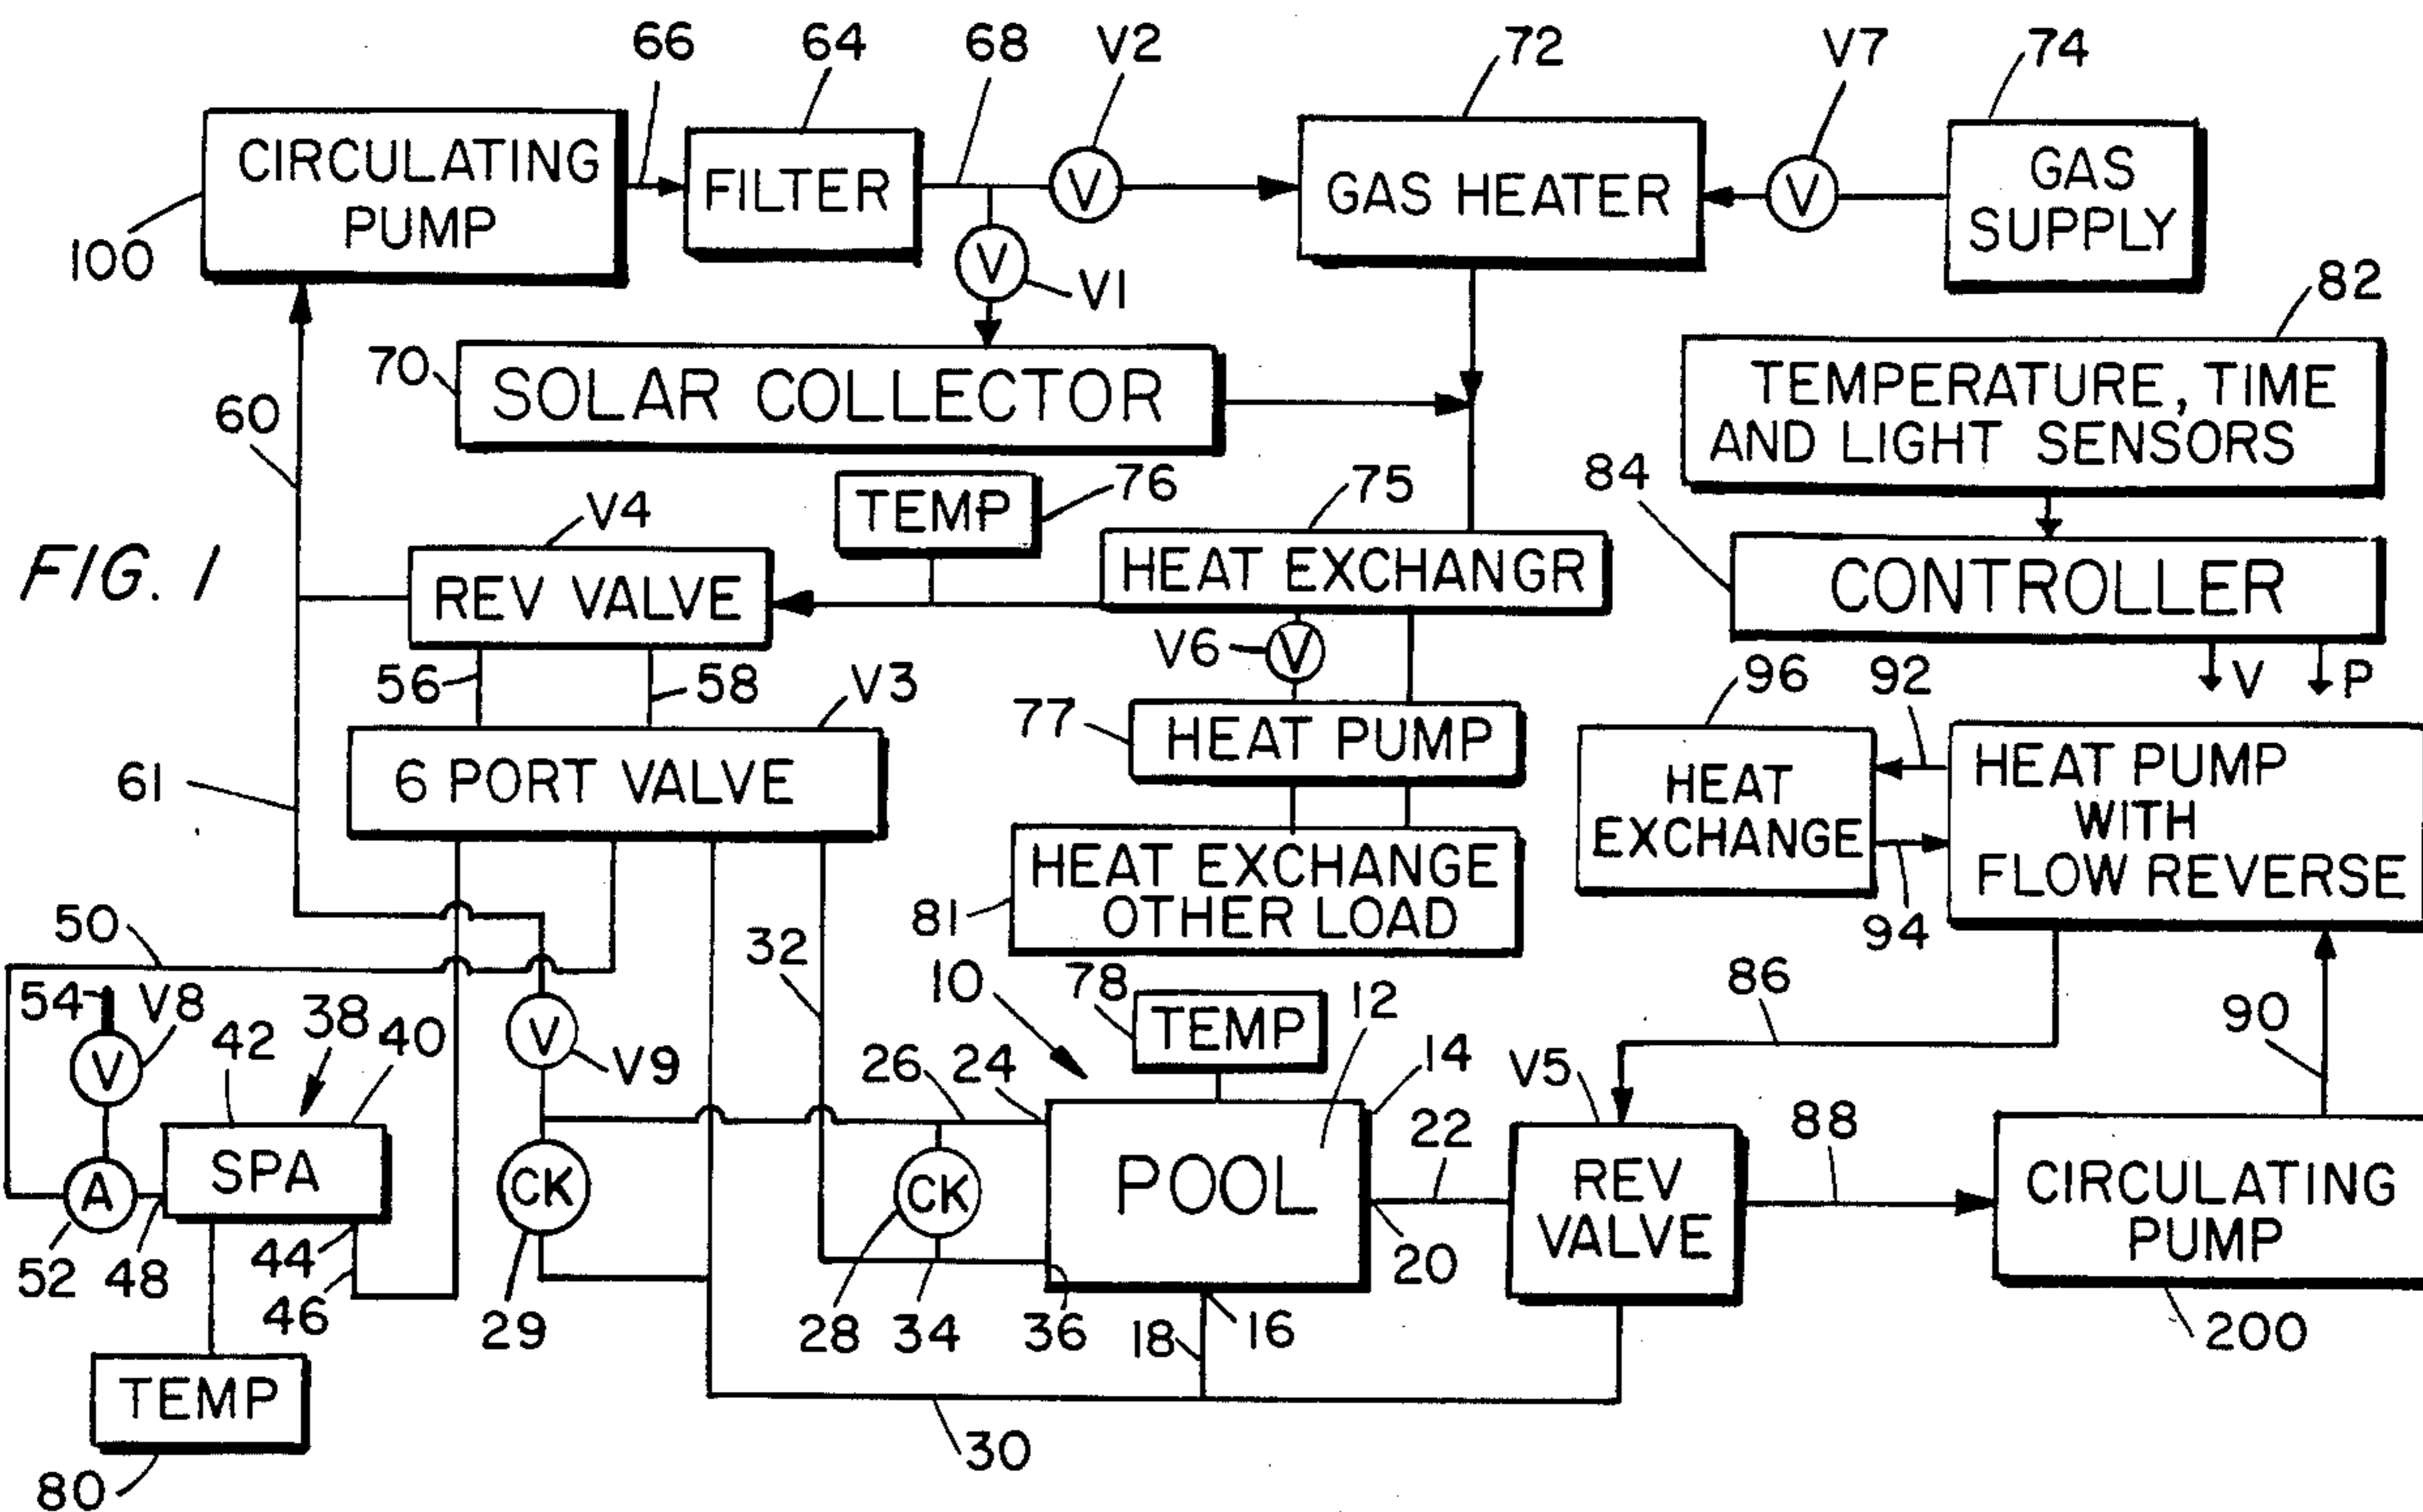 66
64
68
V2
72
V7
74
CIRCULATING
PUMP
FILTER
V
GAS HEATER
V
GAS
SUPPLY
100
V
V1
82
70
SOLAR COLLECTOR
TEMPERATURE, TIME
AND LIGHT SENSORS
60
76
TEMP
75
84
V4
FIG. 1
REV VALVE
HEAT EXCHANGR
CONTROLLER
V6
V
56
58
V3
96
92
V
P
77
HEAT PUMP
61
6 PORT VALVE
HEAT
EXCHANGE
HEAT PUMP
WITH
FLOW REVERSE
HEAT EXCHANGE
OTHER LOAD
81
94
50
32
10
78
12
86
90
54
V8
38
42
40
V
TEMP
14
V
V9
26
24
V5
22
88
SPA
A
CK
CK
POOL
REV
VALVE
CIRCULATING
PUMP
52
48
44
46
29
28
34
36
18
16
20
200
TEMP
30
80